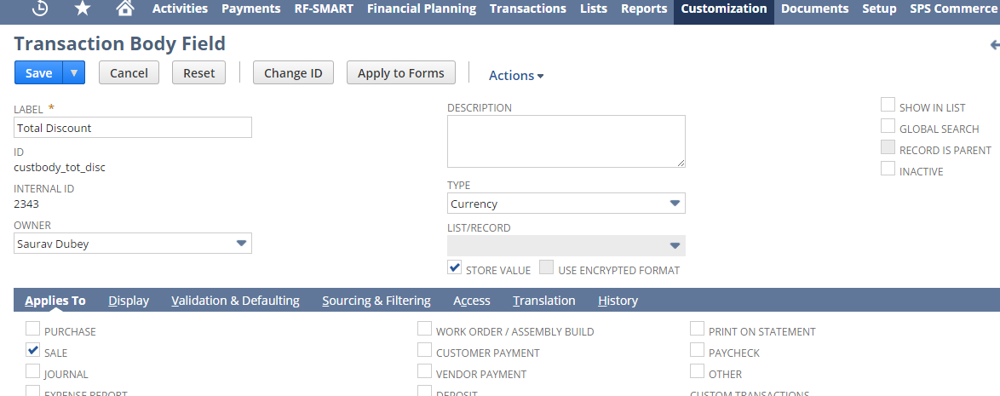 Activities Payments RF-SMART Financial Planning Transactions Lists Reports Customization Documents Setup SPS Commerce
Transaction Body Field
Save Cancel Reset Change ID Apply to Forms Actions
LABEL *
Total Discount
ID
custbody_tot_disc
INTERNAL ID
2343
OWNER
Saurav Dubey
DESCRIPTION
TYPE
Currency
LIST/RECORD
STORE VALUE USE ENCRYPTED FORMAT
SHOW IN LIST
GLOBAL SEARCH
RECORD IS PARENT
INACTIVE
Applies To Display Validation & Defaulting Sourcing & Filtering Access Translation History
PURCHASE
SALE
JOURNAL
EXPENSE REPORT
WORK ORDER / ASSEMBLY BUILD
CUSTOMER PAYMENT
VENDOR PAYMENT
DEPOSIT
PRINT ON STATEMENT
PAYCHECK
OTHER
CUSTOM TRANSACTIONS